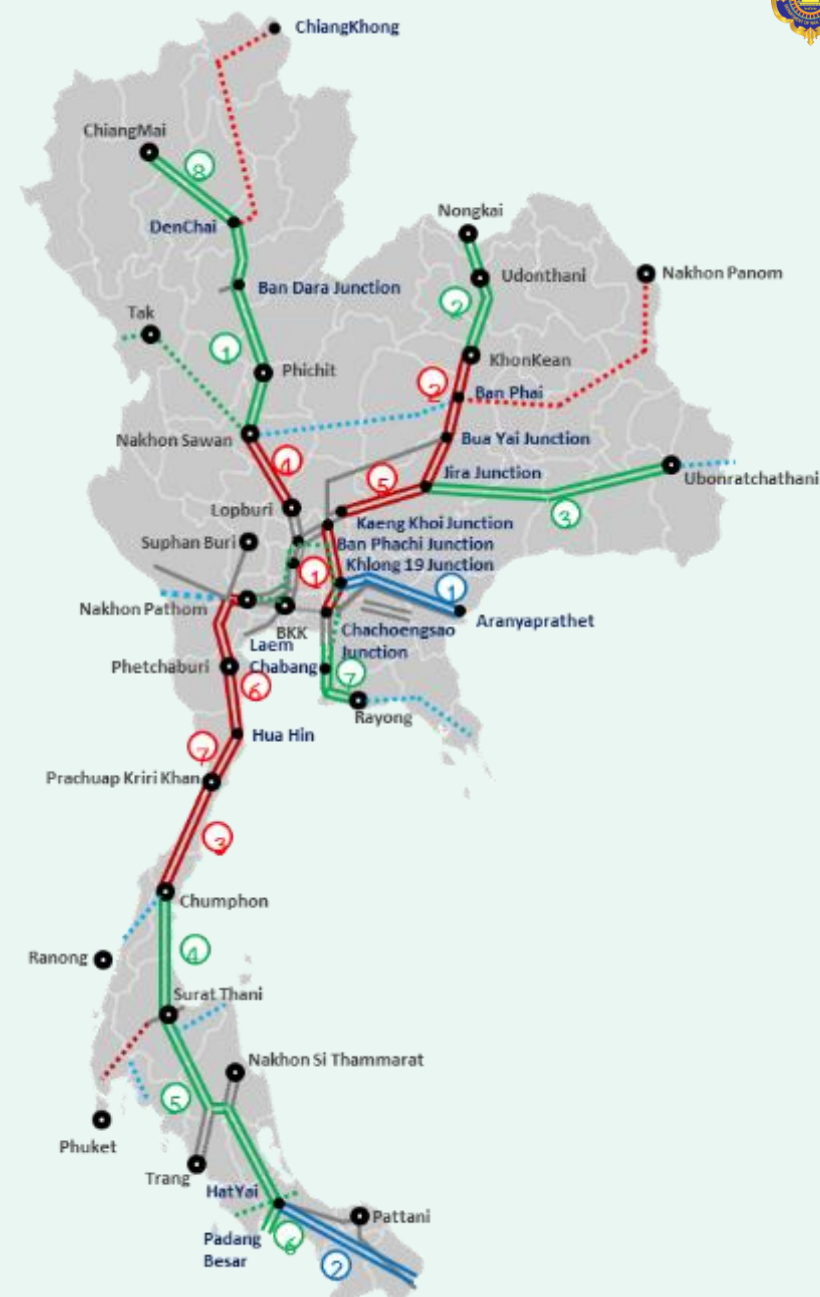 ChiangKhong
ChiangMai
8
Nongkai
DenChai
Udonthani
Nakhon Panom
Ban Dara Junction
2
Tak
1
KhonKean
Phichit
2
Ban Phai
Nakhon Sawan
Bua Yai Junction
4
Jira Junction
5
Ubonratchathani
Lopburi
3
Kaeng Khoi Junction
Suphan Buri
Ban Phachi Junction
1
Khlong 19 Junction
1
Nakhon Pathom
Aranyaprathet
BKK
Chachoengsao
Junction
Laem
Chabang
Phetchaburi
7
6
Rayong
Hua Hin
7
Prachuap Kriri Khan
3
Chumphon
4
Ranong
Surat Thani
Nakhon Si Thammarat
5
Phuket
Trang
HatYai
Pattani
Padang
Besar
6
2